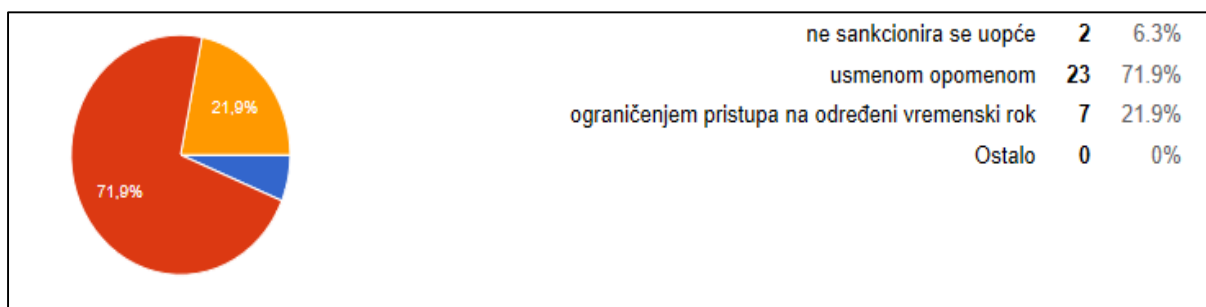 21,9%
71,9%
ne sankcionira se uopće 2 6.3%
usmenom opomenom 23 71.9%
ograničenjem pristupa na određeni vremenski rok 7 21.9%
Ostalo 0 0%